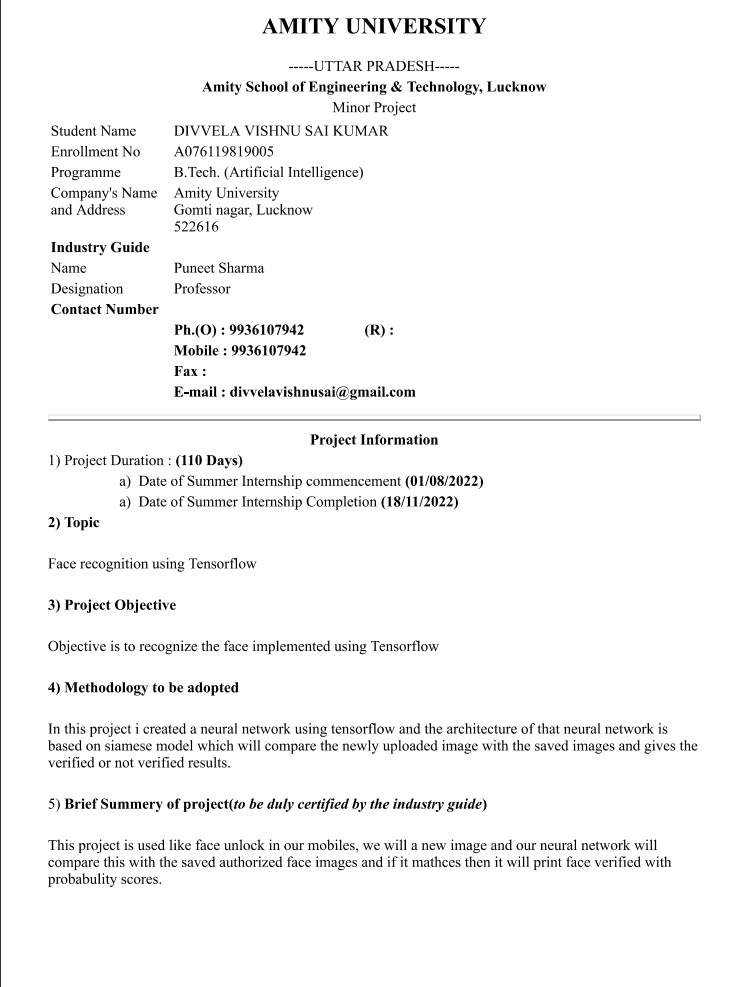 AMITY UNIVERSITY
-----UTTAR PRADESH-----
Amity School of Engineering & Technology, Lucknow
Minor Project
Student Name DIVVELA VISHNU SAI KUMAR
Enrollment No A076119819005
Programme B.Tech. (Artificial Intelligence)
Company's Name Amity University
and Address Gomti nagar, Lucknow
522616
Industry Guide
Name Puneet Sharma
Designation Professor
Contact Number
Ph.(O) : 9936107942 (R) :
Mobile : 9936107942
Fax :
E-mail : divvelavishnusai@gmail.com
Project Information
1) Project Duration : (110 Days)
a) Date of Summer Internship commencement (01/08/2022)
a) Date of Summer Internship Completion (18/11/2022)
2) Topic
Face recognition using Tensorflow
3) Project Objective
Objective is to recognize the face implemented using Tensorflow
4) Methodology to be adopted
In this project i created a neural network using tensorflow and the architecture of that neural network is
based on siamese model which will compare the newly uploaded image with the saved images and gives the
verified or not verified results.
5) Brief Summery of project(to be duly certified by the industry guide)
This project is used like face unlock in our mobiles, we will a new image and our neural network will
compare this with the saved authorized face images and if it mathces then it will print face verified with
probabulity scores.